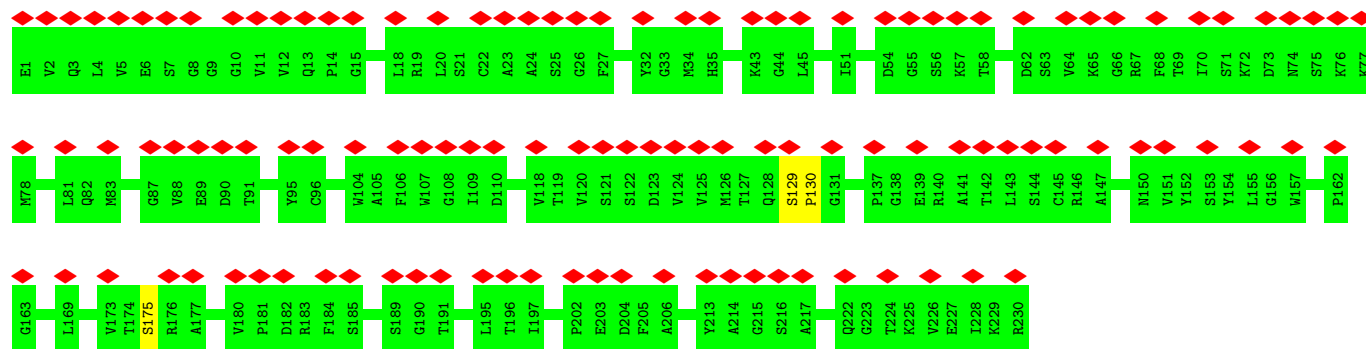 E1 V2 Q3 L4 V5 E6 S7 G8 G9 G10 V11 V12 Q13 P14 G15 L18 R19 L20 S21 C22 A23 A24 S25 G26 F27 Y32 G33 M34 H35 K43 G44 L45 I51 D54 G55 S56 K57 T58 D62 S63 V64 K65 G66 R67 F68 T69 I70 S71 K72 D73 N74 S75 K76 K77
M78 L81 Q82 M83 G87 V88 E89 D90 T91 Y95 C96 W104 A105 F106 W107 G108 I109 D110 V118 T119 V120 S121 S122 D123 V124 V125 M126 T127 Q128 S129 P130 G131 P137 G138 E139 R140 A141 T142 L143 S144 C145 R146 A147 N150 V151 Y152 S153 Y154 L155 G156 W157 P162
G163 L169 V173 T174 S175 R176 A177 V180 P181 D182 R183 F184 S185 S189 G190 T191 L195 T196 I197 P202 E203 D204 F205 A206 V213 A214 G215 S216 A217 Q222 G223 T224 K225 V226 E227 I228 K229 R230